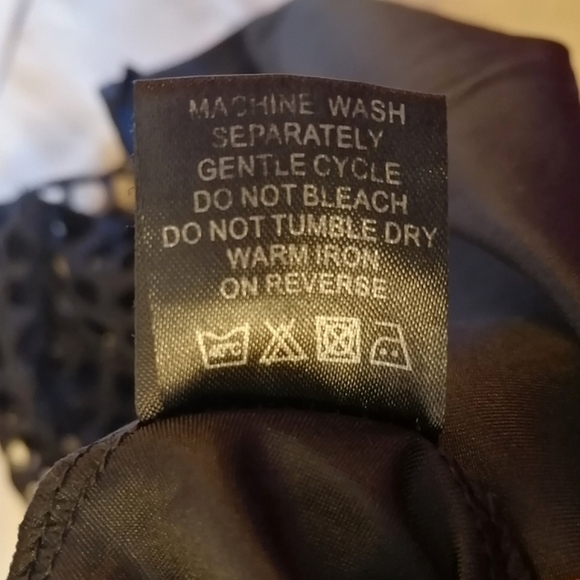 MACHINE WASH
SEPARATELY
GENTLE CYCLE
DO NOT BLEACH
DO NOT TUMBLE DRY
WARM IRON
ON REVERSE